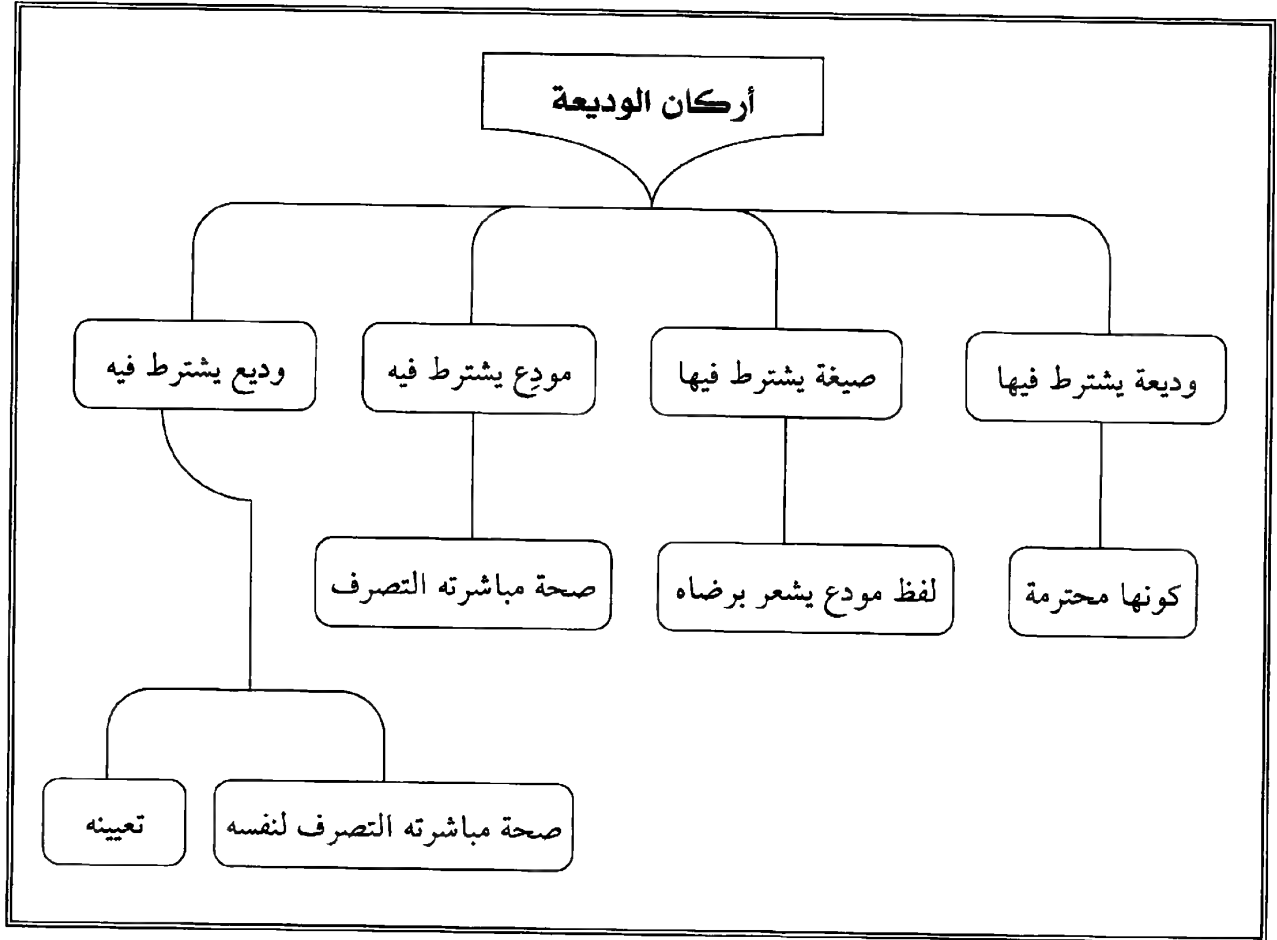 أركان الوديعة
وديعة يشترط فيها
صيغة يشترط فيها
مودِع يشترط فيه
وديع يشترط فيه
كونها محترمة
لفظ مودع يشعر برضاه
صحة مباشرته التصرف
صحة مباشرته التصرف لنفسه
تعيينه